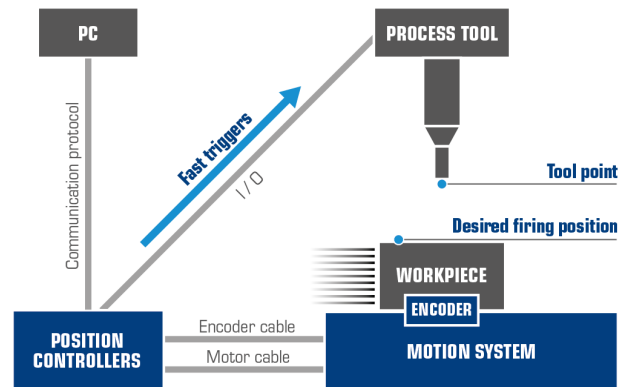 PC
PROCESS TOOL
Communication protocol
Fast triggers
I / O
Tool point
Desired firing position
WORKPIECE
ENCODER
POSITION
CONTROLLERS
Encoder cable
Motor cable
MOTION SYSTEM